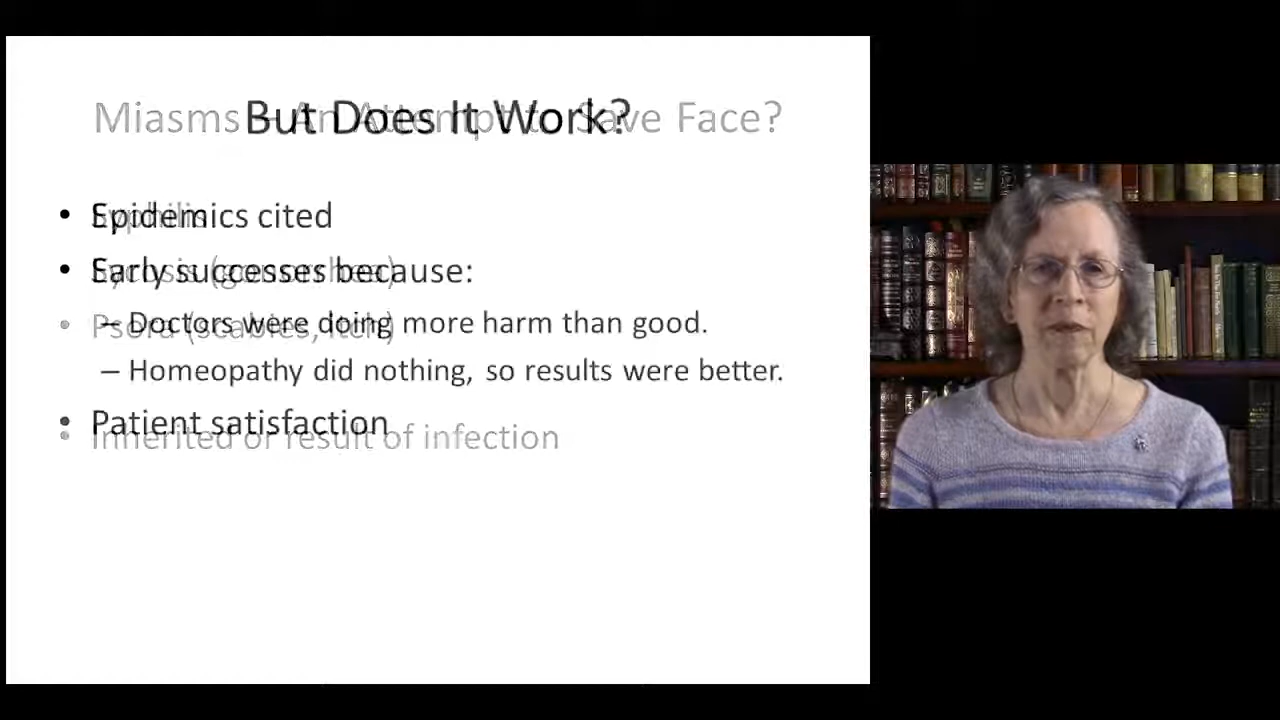 Miasms – An Attempt to Save Face?
But Does It Work?
• Syphilis
• Epidemics cited
• Sycosis (gonorrhea)
• Early successes because:
• Psora (scabies, itch)
– Doctors were doing more harm than good.
– Homeopathy did nothing, so results were better.
• Patient satisfaction
• Inherited or result of infection